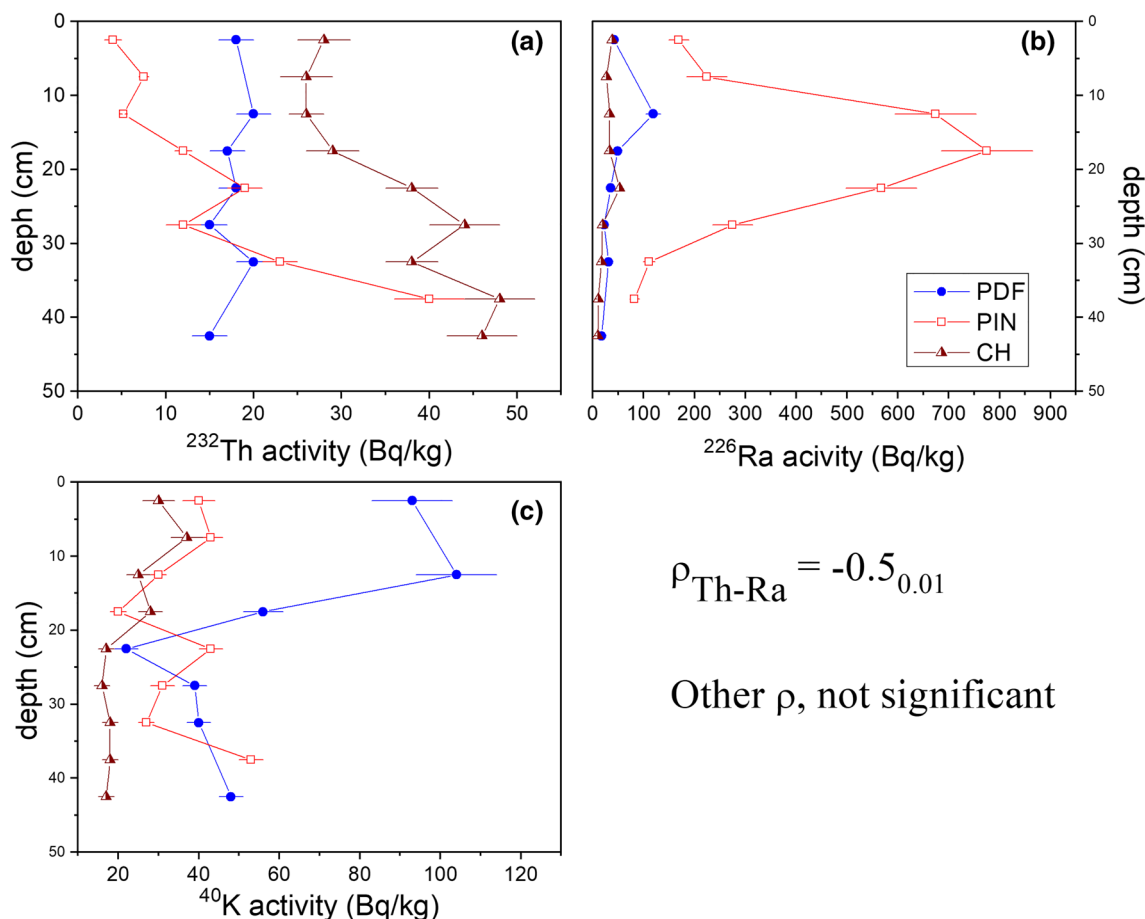 (a)
0
10
20
30
40
50
deph (cm)
0 10 20 30 40 50
232Th activity (Bq/kg)
(b)
0
10
20
30
40
50
depth (cm)
PDF
PIN
CH
0 100 200 300 400 500 600 700 800 900
226Ra acivity (Bq/kg)
(c)
0
10
20
30
40
50
depth (cm)
20 40 60 80 100 120
40K activity (Bq/kg)
ρTh-Ra = -0.50.01
Other ρ, not significant